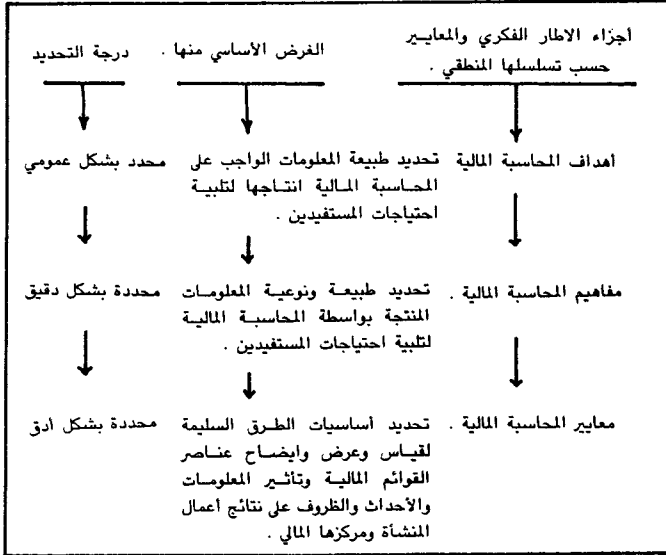 أجزاء الاطار الفكري والمعايير
حسب تسلسلها المنطقي .
الغرض الأساسي منها .
درجة التحديد
أهداف المحاسبة المالية
تحديد طبيعة المعلومات الواجب على
المحاسبة المالية انتاجها لتلبية
احتياجات المستفيدين .
محدد بشكل عمومي
مفاهيم المحاسبة المالية .
تحديد طبيعة ونوعية المعلومات
المنتجة بواسطة المحاسبة المالية
لتلبية احتياجات المستفيدين .
محددة بشكل دقيق
معايير المحاسبة المالية .
تحديد أساسيات الطرق السليمة
لقياس وعرض وايضاح عناصر
القوائم المالية وتأثير المعلومات
والأحداث والظروف على نتائج أعمال
المنشأة ومركزها المالي .
محددة بشكل أدق